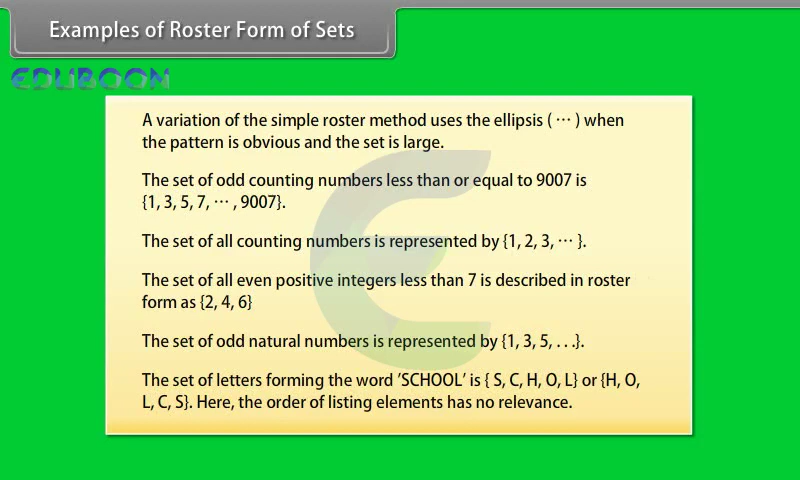 Examples of Roster Form of Sets
EDUBOON
A variation of the simple roster method uses the ellipsis ( ··· ) when
the pattern is obvious and the set is large.
The set of odd counting numbers less than or equal to 9007 is
{1, 3, 5, 7, ··· , 9007}.
The set of all counting numbers is represented by {1, 2, 3, ··· }.
The set of all even positive integers less than 7 is described in roster
form as {2, 4, 6}
The set of odd natural numbers is represented by {1, 3, 5, . . .}.
The set of letters forming the word ’SCHOOL’ is { S, C, H, O, L} or {H, O,
L, C, S}. Here, the order of listing elements has no relevance.